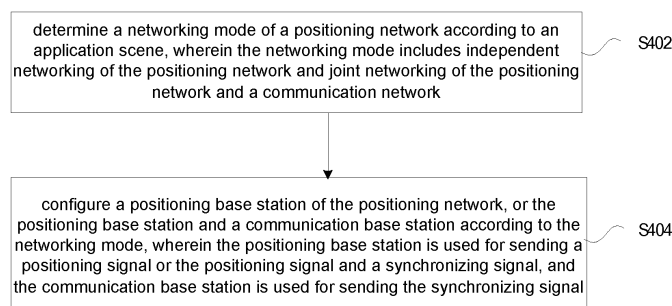 determine a networking mode of a positioning network according to an
application scene, wherein the networking mode includes independent
networking of the positioning network and joint networking of the positioning
network and a communication network
S402
configure a positioning base station of the positioning network, or the
positioning base station and a communication base station according to the
networking mode, wherein the positioning base station is used for sending a
positioning signal or the positioning signal and a synchronizing signal, and
the communication base station is used for sending the synchronizing signal
S404